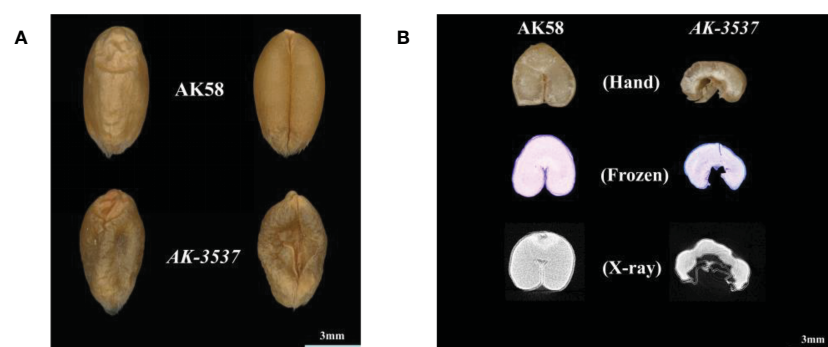 A
AK58
AK-3537
3mm
B
AK58 AK-3537
(Hand)
(Frozen)
(X-ray)
3mm